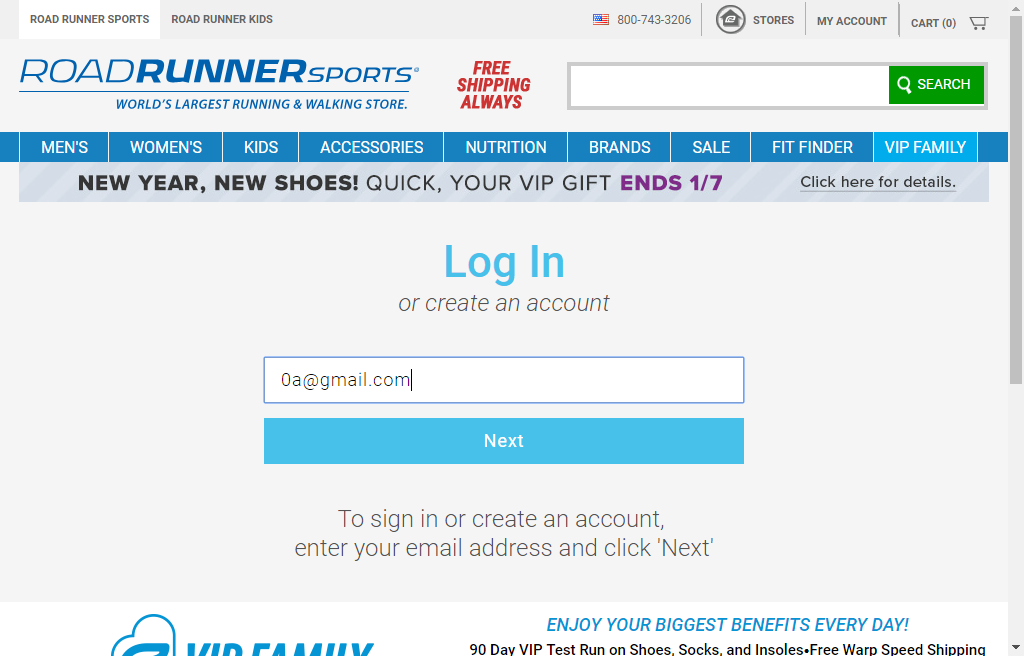 ROAD RUNNER SPORTS ROAD RUNNER KIDS 800-743-3206 STORES MY ACCOUNT CART (0)
ROADRUNNERSPORTS®
WORLD'S LARGEST RUNNING & WALKING STORE.
FREE
SHIPPING
ALWAYS
SEARCH
MEN'S WOMEN'S KIDS ACCESSORIES NUTRITION BRANDS SALE FIT FINDER VIP FAMILY
NEW YEAR, NEW SHOES! QUICK, YOUR VIP GIFT ENDS 1/7 Click here for details.
Log In
or create an account
0a@gmail.com
Next
To sign in or create an account,
enter your email address and click 'Next'
VIP FAMILY
ENJOY YOUR BIGGEST BENEFITS EVERY DAY!
90 Day VIP Test Run on Shoes, Socks, and Insoles•Free Warp Speed Shipping